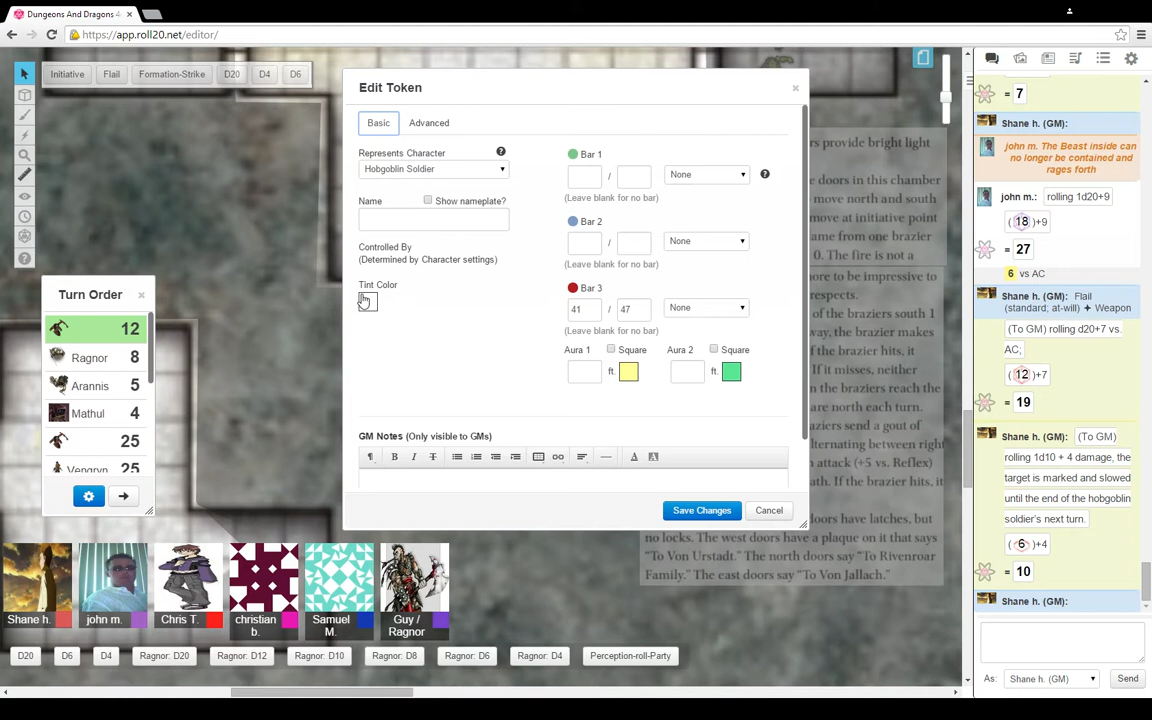 Dungeons And Dragons 4
https://app.roll20.net/editor/
Initiative
Flail
Formation-Strike
D20
D4
D6
Edit Token
Basic
Advanced
Represents Character
Hobgoblin Soldier
Name
Show nameplate?
Controlled By
(Determined by Character settings)
Tint Color
Bar 1
/
None
(Leave blank for no bar)
Bar 2
/
None
(Leave blank for no bar)
Bar 3
41 / 47
None
(Leave blank for no bar)
Aura 1
Square
Aura 2
Square
ft.
ft.
GM Notes (Only visible to GMs)
Save Changes
Cancel
Turn Order
12
Ragnor 8
Arannis 5
Mathul 4
25
Vengryn 25
rs provide bright light
e doors in this chamber
move north and south
move at initiative point
ame from one brazier
0. The fire is not a
nore to be impressive to
respects.
of the braziers south 1
way, the brazier makes
f the brazier hits, it
If it misses, neither
n the braziers reach the
are north each turn.
raziers send a gout of
lternating between right
n attack (+5 vs. Reflex)
ath. If the brazier hits, it
doors have latches, but
no locks. The west doors have a plaque on it that says
"To Von Urstadt." The north doors say "To Rivenroar
Family." The east doors say "To Von Jallach."
Shane h.
john m.
Chris T.
christian
b.
Samuel
M.
Guy /
Ragnor
D20
D6
D4
Ragnor: D20
Ragnor: D12
Ragnor: D10
Ragnor: D8
Ragnor: D6
Ragnor: D4
Perception-roll-Party
= 7
Shane h. (GM):
john m. The Beast inside can
no longer be contained and
rages forth
john m.: rolling 1d20+9
(18)+9
= 27
6 vs AC
Shane h. (GM): Flail
(standard; at-will) Weapon
(To GM) rolling d20+7 vs.
AC;
(12)+7
= 19
Shane h. (GM): (To GM)
rolling 1d10 + 4 damage, the
target is marked and slowed
until the end of the hobgoblin
soldier's next turn.
(6)+4
= 10
Shane h. (GM):
As: Shane h. (GM)
Send